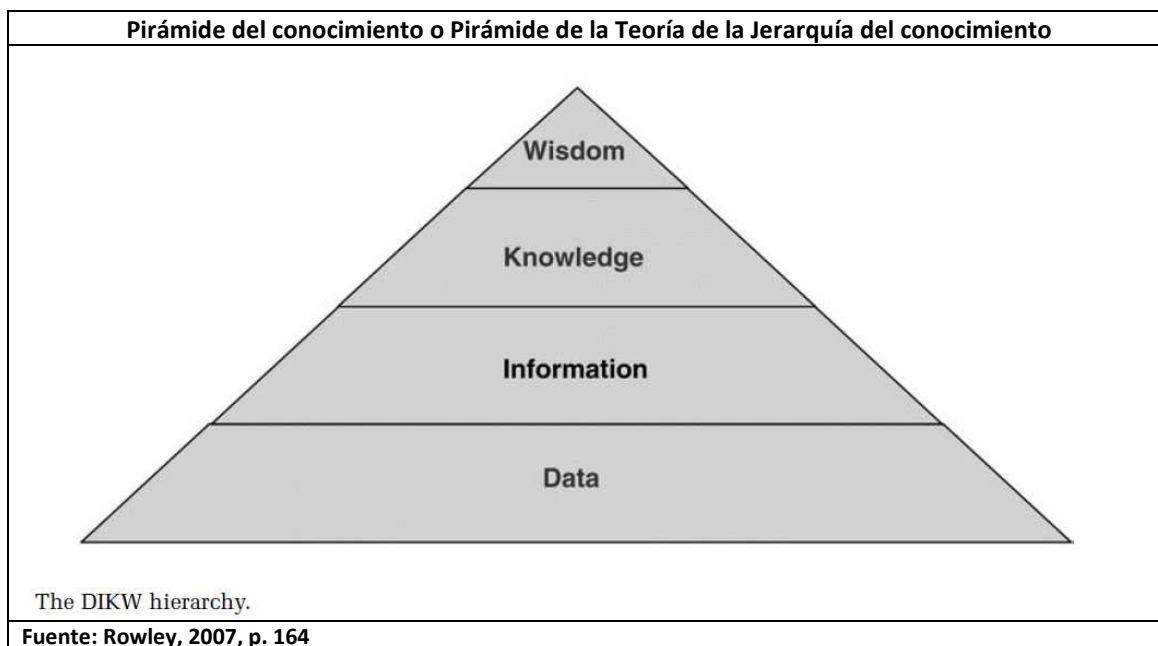 Pirámide del conocimiento o Pirámide de la Teoría de la Jerarquía del conocimiento
Wisdom
Knowledge
Information
Data
The DIKW hierarchy.
Fuente: Rowley, 2007, p. 164